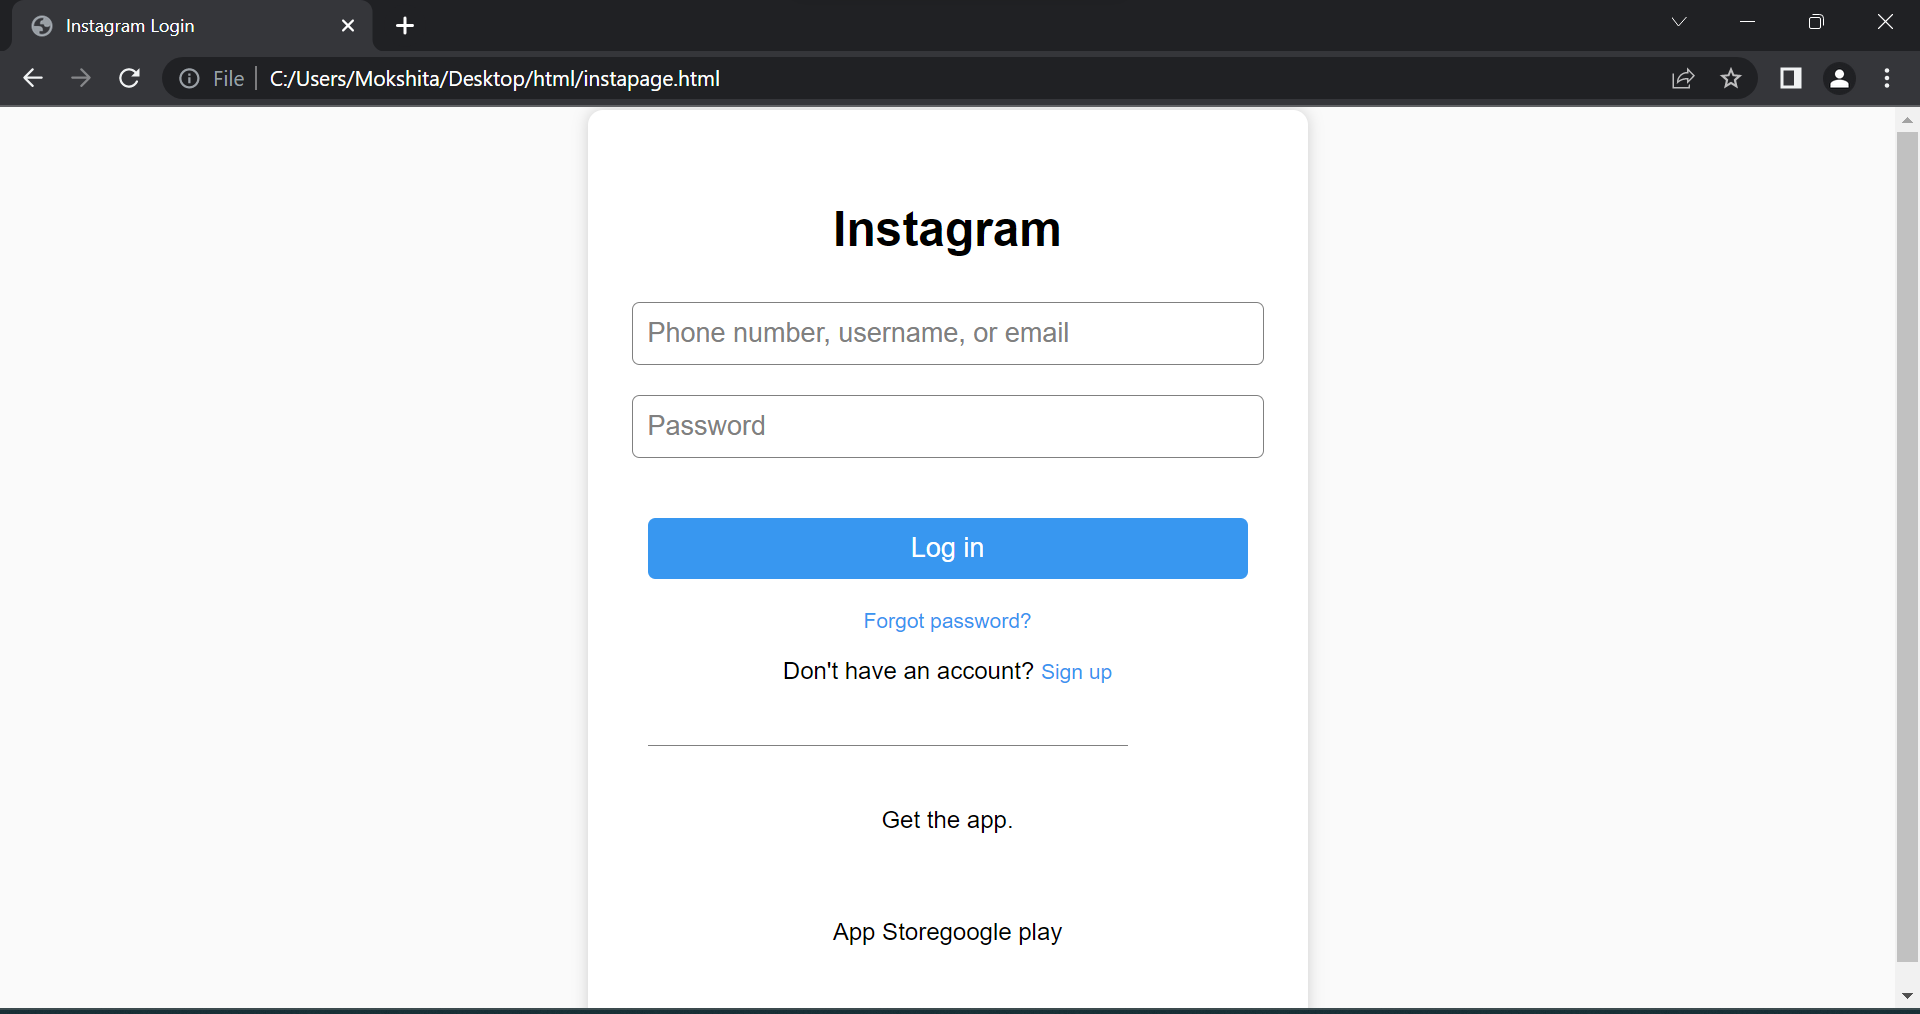 Instagram Login
File C:/Users/Mokshita/Desktop/html/instapage.html
Instagram
Phone number, username, or email
Password
Log in
Forgot password?
Don't have an account? Sign up
Get the app.
App Storegoogle play